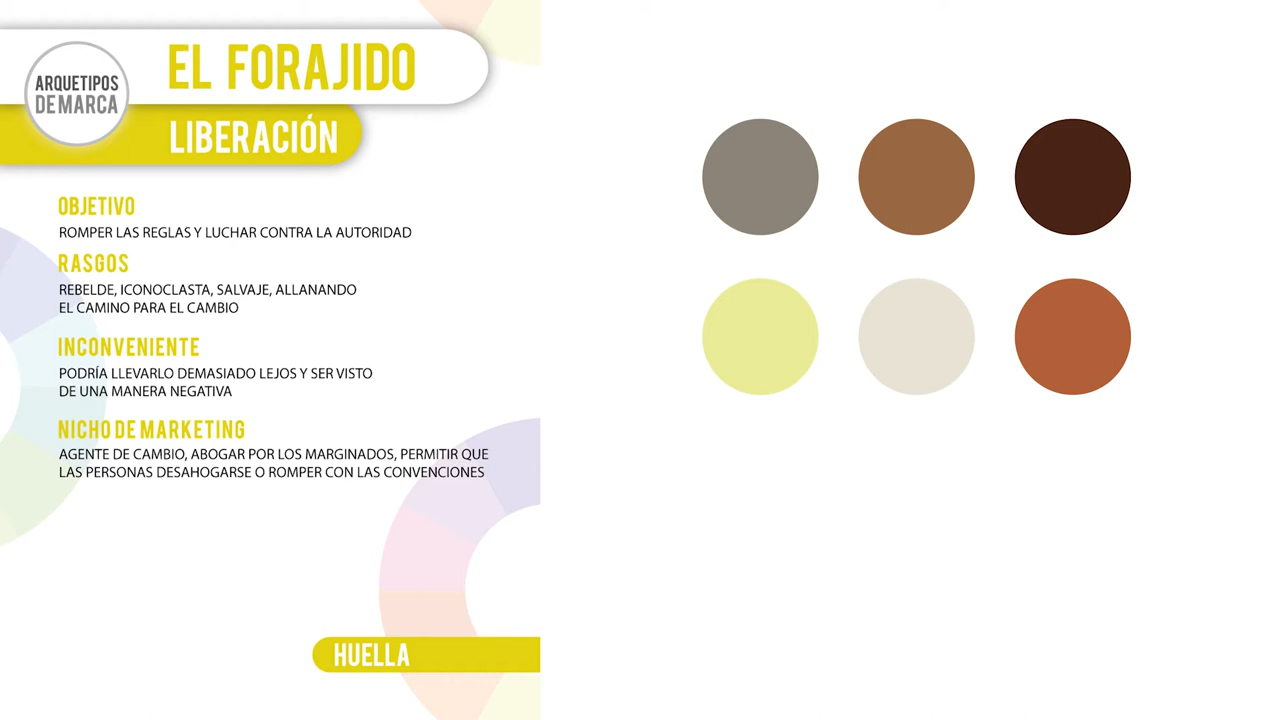 ARQUETIPOS
DE MARCA
EL FORAJIDO
LIBERACIÓN
OBJETIVO
ROMPER LAS REGLAS Y LUCHAR CONTRA LA AUTORIDAD
RASGOS
REBELDE, ICONOCLASTA, SALVAJE, ALLANANDO
EL CAMINO PARA EL CAMBIO
INCONVENIENTE
PODRÍA LLEVARLO DEMASIADO LEJOS Y SER VISTO
DE UNA MANERA NEGATIVA
NICHO DE MARKETING
AGENTE DE CAMBIO, ABOGAR POR LOS MARGINADOS, PERMITIR QUE
LAS PERSONAS DESAHOGARSE O ROMPER CON LAS CONVENCIONES
HUELLA